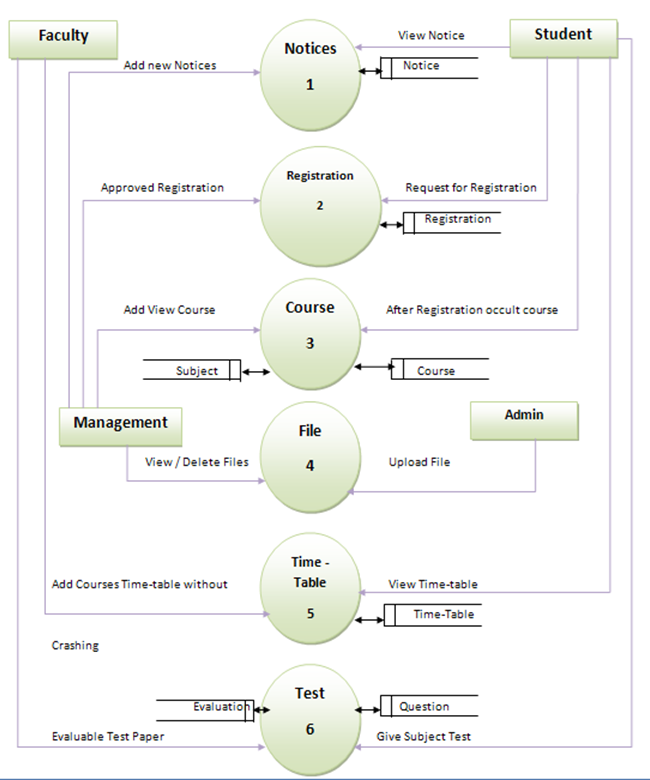 Faculty
Notices
1
View Notice
Student
Add new Notices
Notice
Registration
2
Approved Registration
Request for Registration
Registration
Course
3
Add View Course
After Registration occult course
Subject
Course
Management
File
4
Admin
View / Delete Files
Upload File
Time -
Table
5
Add Courses Time-table without
View Time-table
Time-Table
Crashing
Test
6
Evaluation
Question
Evaluable Test Paper
Give Subject Test